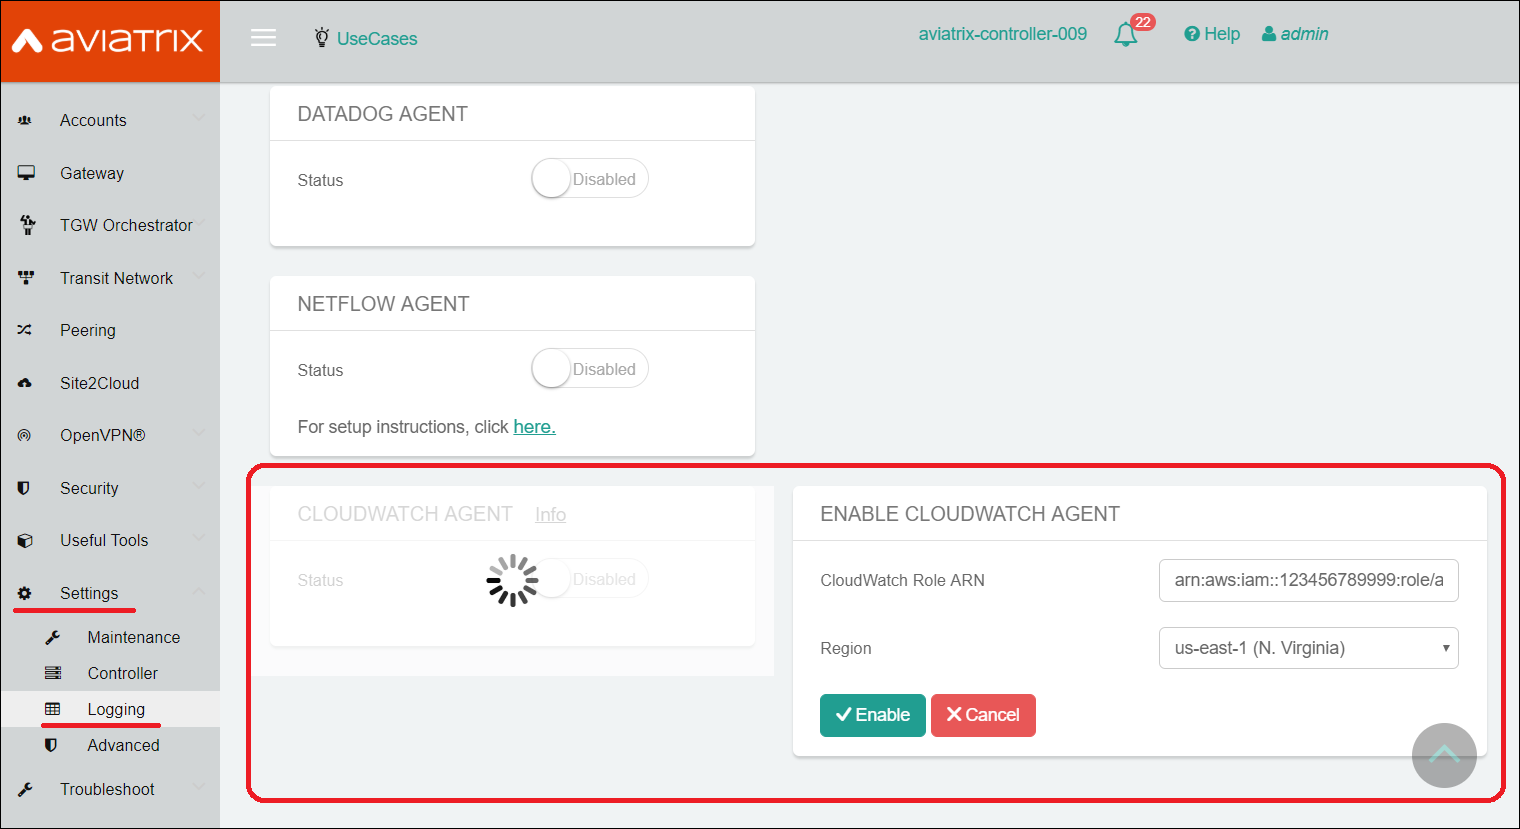 aviatrix
UseCases
aviatrix-controller-009
22
Help
admin
Accounts
Gateway
TGW Orchestrator
Transit Network
Peering
Site2Cloud
OpenVPN®
Security
Useful Tools
Settings
Maintenance
Controller
Logging
Advanced
Troubleshoot
DATADOG AGENT
Status
Disabled
NETFLOW AGENT
Status
Disabled
For setup instructions, click here.
CLOUDWATCH AGENT Info
Status
Disabled
ENABLE CLOUDWATCH AGENT
CloudWatch Role ARN
arn:aws:iam::123456789999:role/a
Region
us-east-1 (N. Virginia)
Enable
Cancel